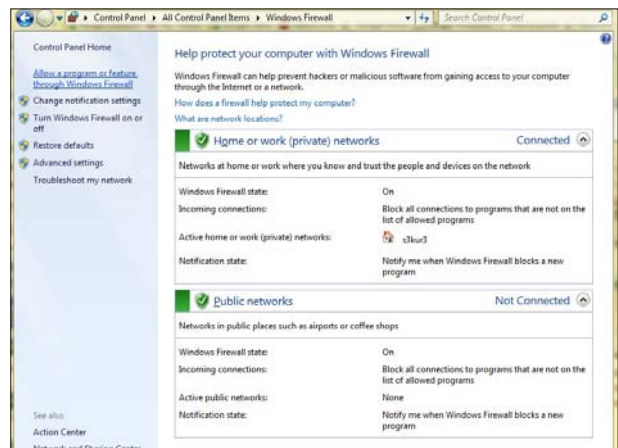 Control Panel ▸ All Control Panel Items ▸ Windows Firewall
Search Control Panel
Control Panel Home
Allow a program or feature
through Windows Firewall
Change notification settings
Turn Windows Firewall on or
off
Restore defaults
Advanced settings
Troubleshoot my network
See also
Action Center
Network and Sharing Center
Help protect your computer with Windows Firewall
Windows Firewall can help prevent hackers or malicious software from gaining access to your computer
through the Internet or a network.
How does a firewall help protect my computer?
What are network locations?
Home or work (private) networks Connected
Networks at home or work where you know and trust the people and devices on the network
Windows Firewall state: On
Incoming connections: Block all connections to programs that are not on the
list of allowed programs
Active home or work (private) networks: s3kur3
Notification state: Notify me when Windows Firewall blocks a new
program
Public networks Not Connected
Networks in public places such as airports or coffee shops
Windows Firewall state: On
Incoming connections: Block all connections to programs that are not on the
list of allowed programs
Active public networks: None
Notification state: Notify me when Windows Firewall blocks a new
program